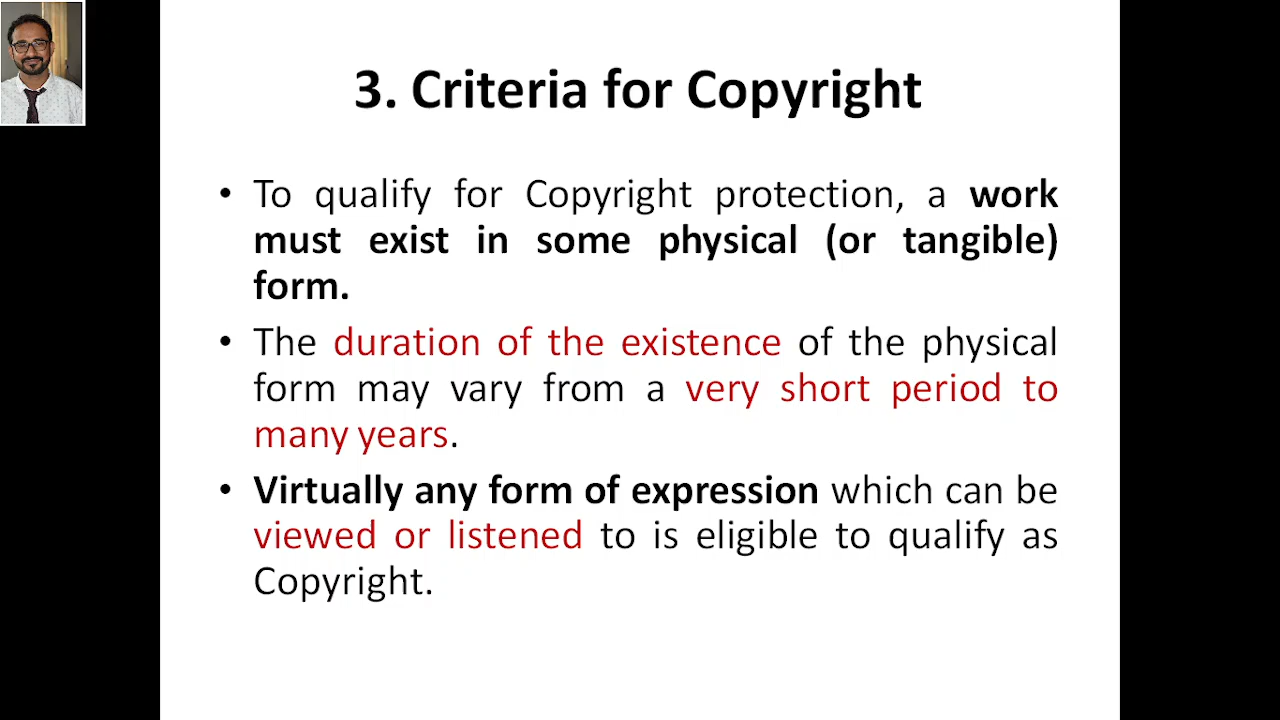 3. Criteria for Copyright
• To qualify for Copyright protection, a work
must exist in some physical (or tangible)
form.
• The duration of the existence of the physical
form may vary from a very short period to
many years.
• Virtually any form of expression which can be
viewed or listened to is eligible to qualify as
Copyright.